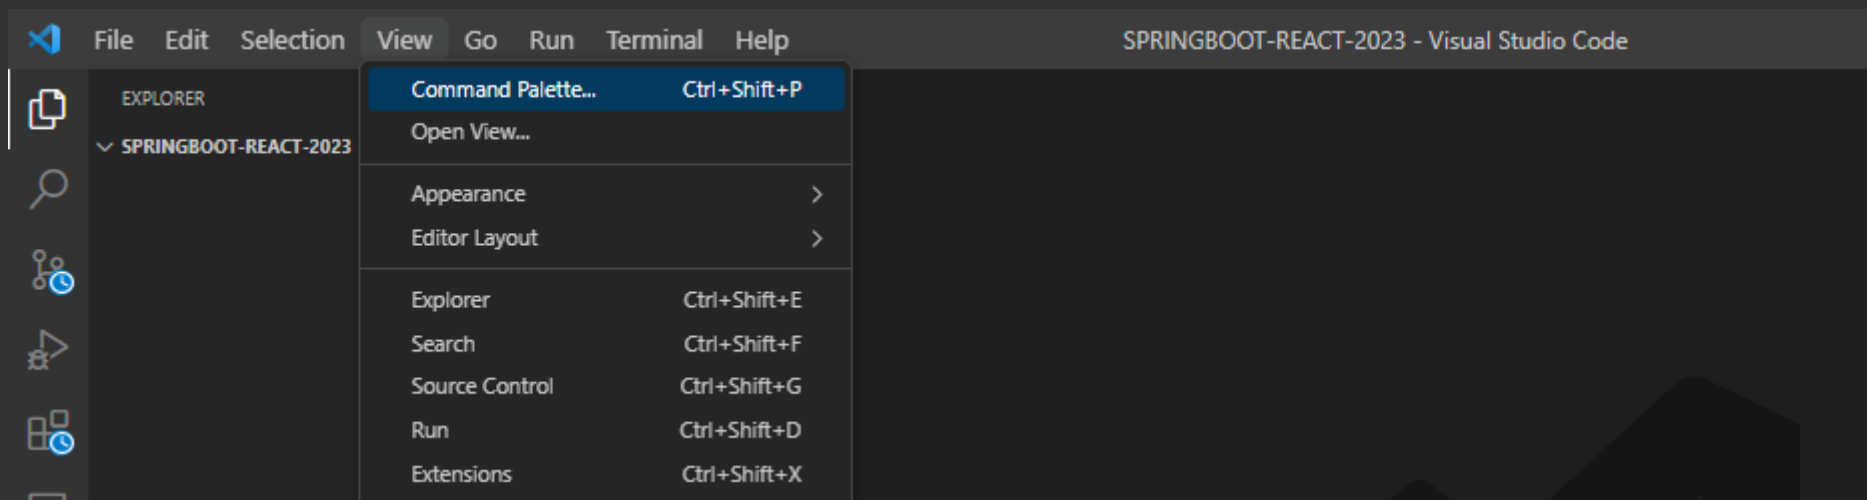 File Edit Selection View Go Run Terminal Help SPRINGBOOT-REACT-2023 - Visual Studio Code
EXPLORER
SPRINGBOOT-REACT-2023
Command Palette... Ctrl+Shift+P
Open View...
Appearance
Editor Layout
Explorer Ctrl+Shift+E
Search Ctrl+Shift+F
Source Control Ctrl+Shift+G
Run Ctrl+Shift+D
Extensions Ctrl+Shift+X